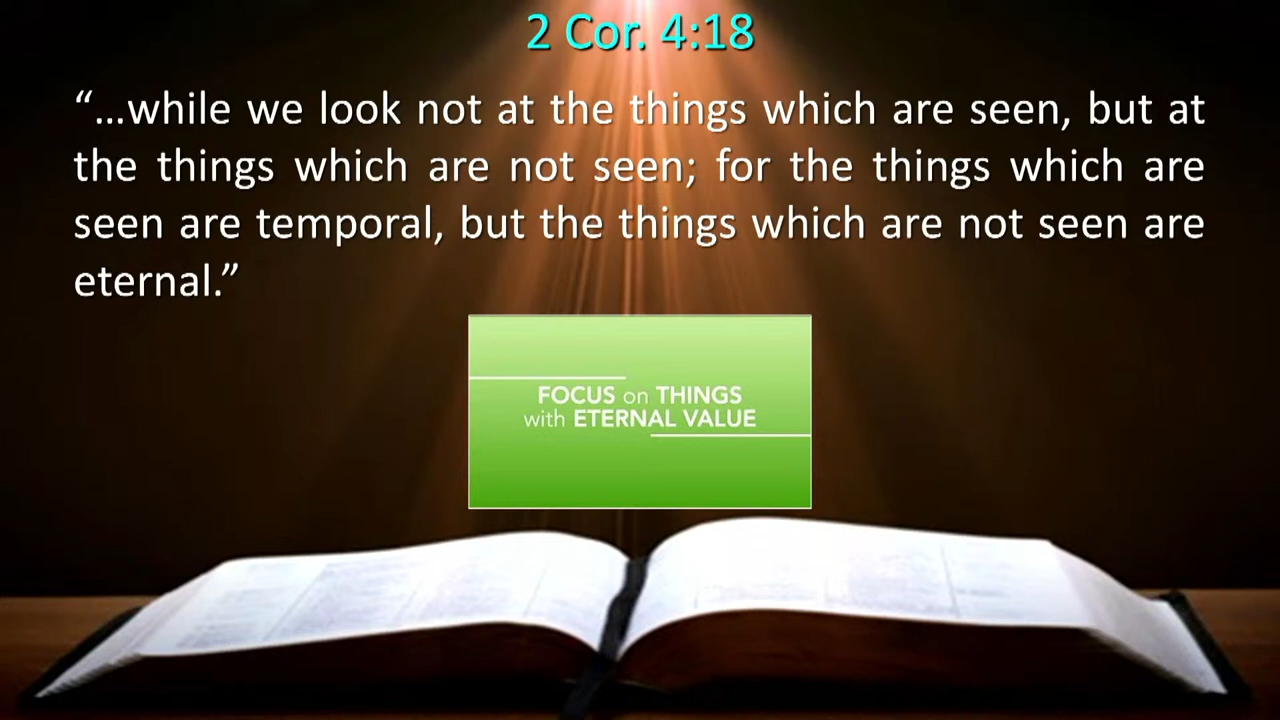 2 Cor. 4:18
“…while we look not at the things which are seen, but at
the things which are not seen; for the things which are
seen are temporal, but the things which are not seen are
eternal.”
FOCUS on THINGS
with ETERNAL VALUE